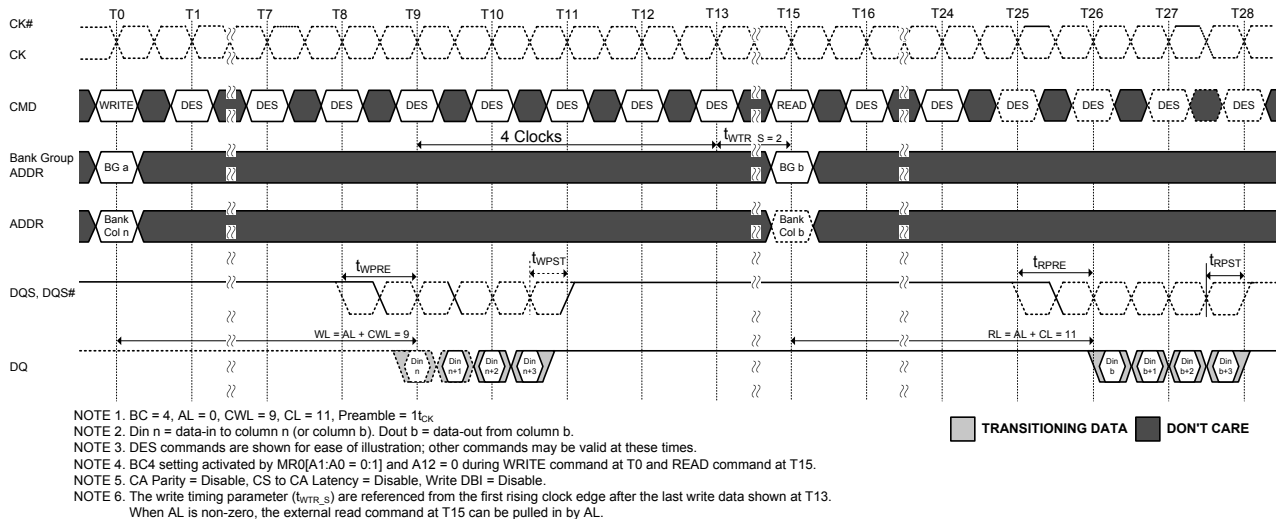 T0 T1 T7 T8 T9 T10 T11 T12 T13 T15 T16 T24 T25 T26 T27 T28
CK#
CK
CMD WRITE DES DES DES DES DES DES DES DES READ DES DES DES DES DES DES
4 Clocks tWTR_S = 2
Bank Group
ADDR
BG a BG b
ADDR
Bank
Col n
Bank
Col b
tWPRE tWPST tRPRE tRPST
DQS, DQS#
WL = AL + CWL = 9 RL = AL + CL = 11
DQ
Din
n
Din
n+1
Din
n+2
Din
n+3
Din
b
Din
b+1
Din
b+2
Din
b+3
NOTE 1. BC = 4, AL = 0, CWL = 9, CL = 11, Preamble = 1tCK
NOTE 2. Din n = data-in to column n (or column b). Dout b = data-out from column b.
NOTE 3. DES commands are shown for ease of illustration; other commands may be valid at these times.
NOTE 4. BC4 setting activated by MR0[A1:A0 = 0:1] and A12 = 0 during WRITE command at T0 and READ command at T15.
NOTE 5. CA Parity = Disable, CS to CA Latency = Disable, Write DBI = Disable.
NOTE 6. The write timing parameter (tWTR_S) are referenced from the first rising clock edge after the last write data shown at T13.
When AL is non-zero, the external read command at T15 can be pulled in by AL.
TRANSITIONING DATA DON'T CARE